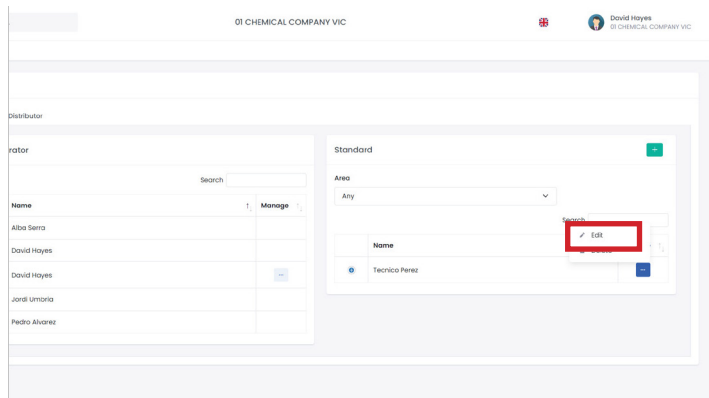 01 CHEMICAL COMPANY VIC
David Hayes
01 CHEMICAL COMPANY VIC
Distributor
rator
Search
Name
Manage
Alba Serra
David Hayes
David Hayes
Jordi Umbria
Pedro Alvarez
Standard
+
Area
Any
Search
Edit
Name
Tecnico Perez